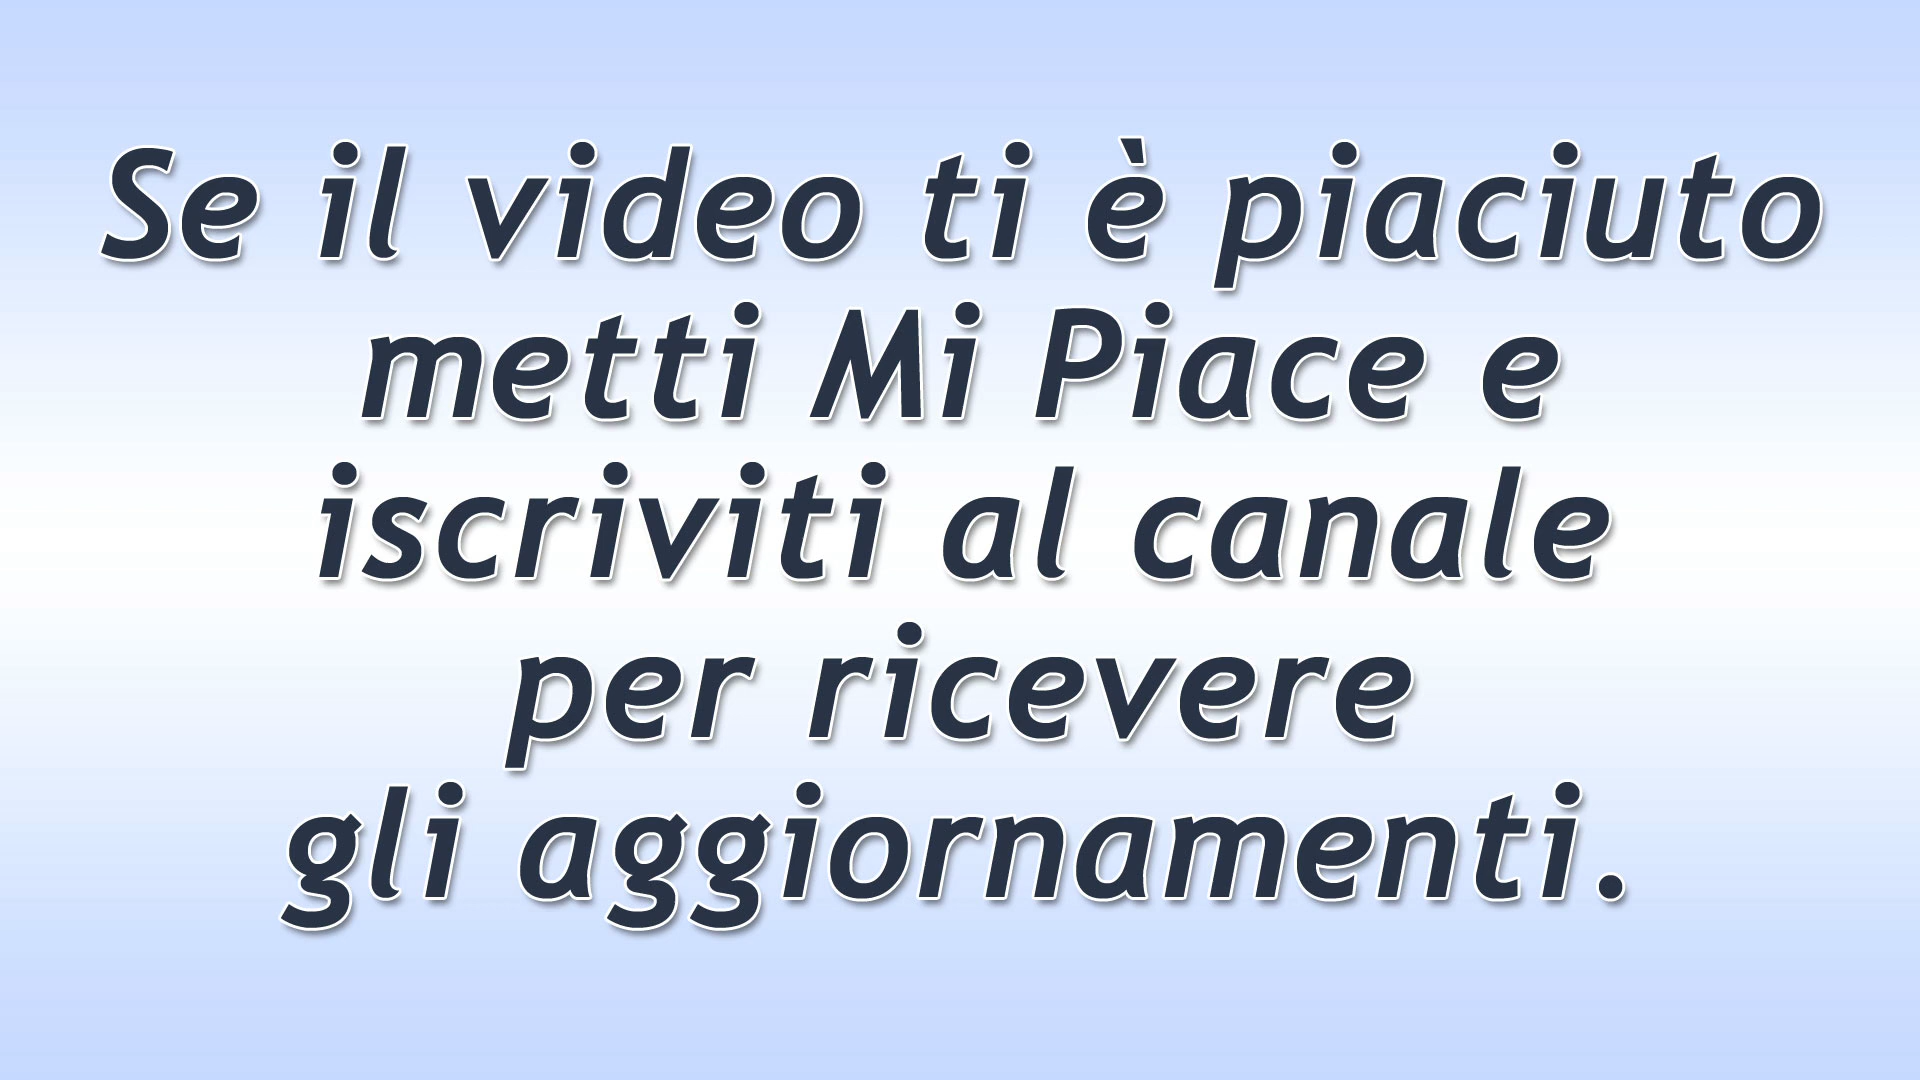 Se il video ti è piaciuto
metti Mi Piace e
iscriviti al canale
per ricevere
gli aggiornamenti.